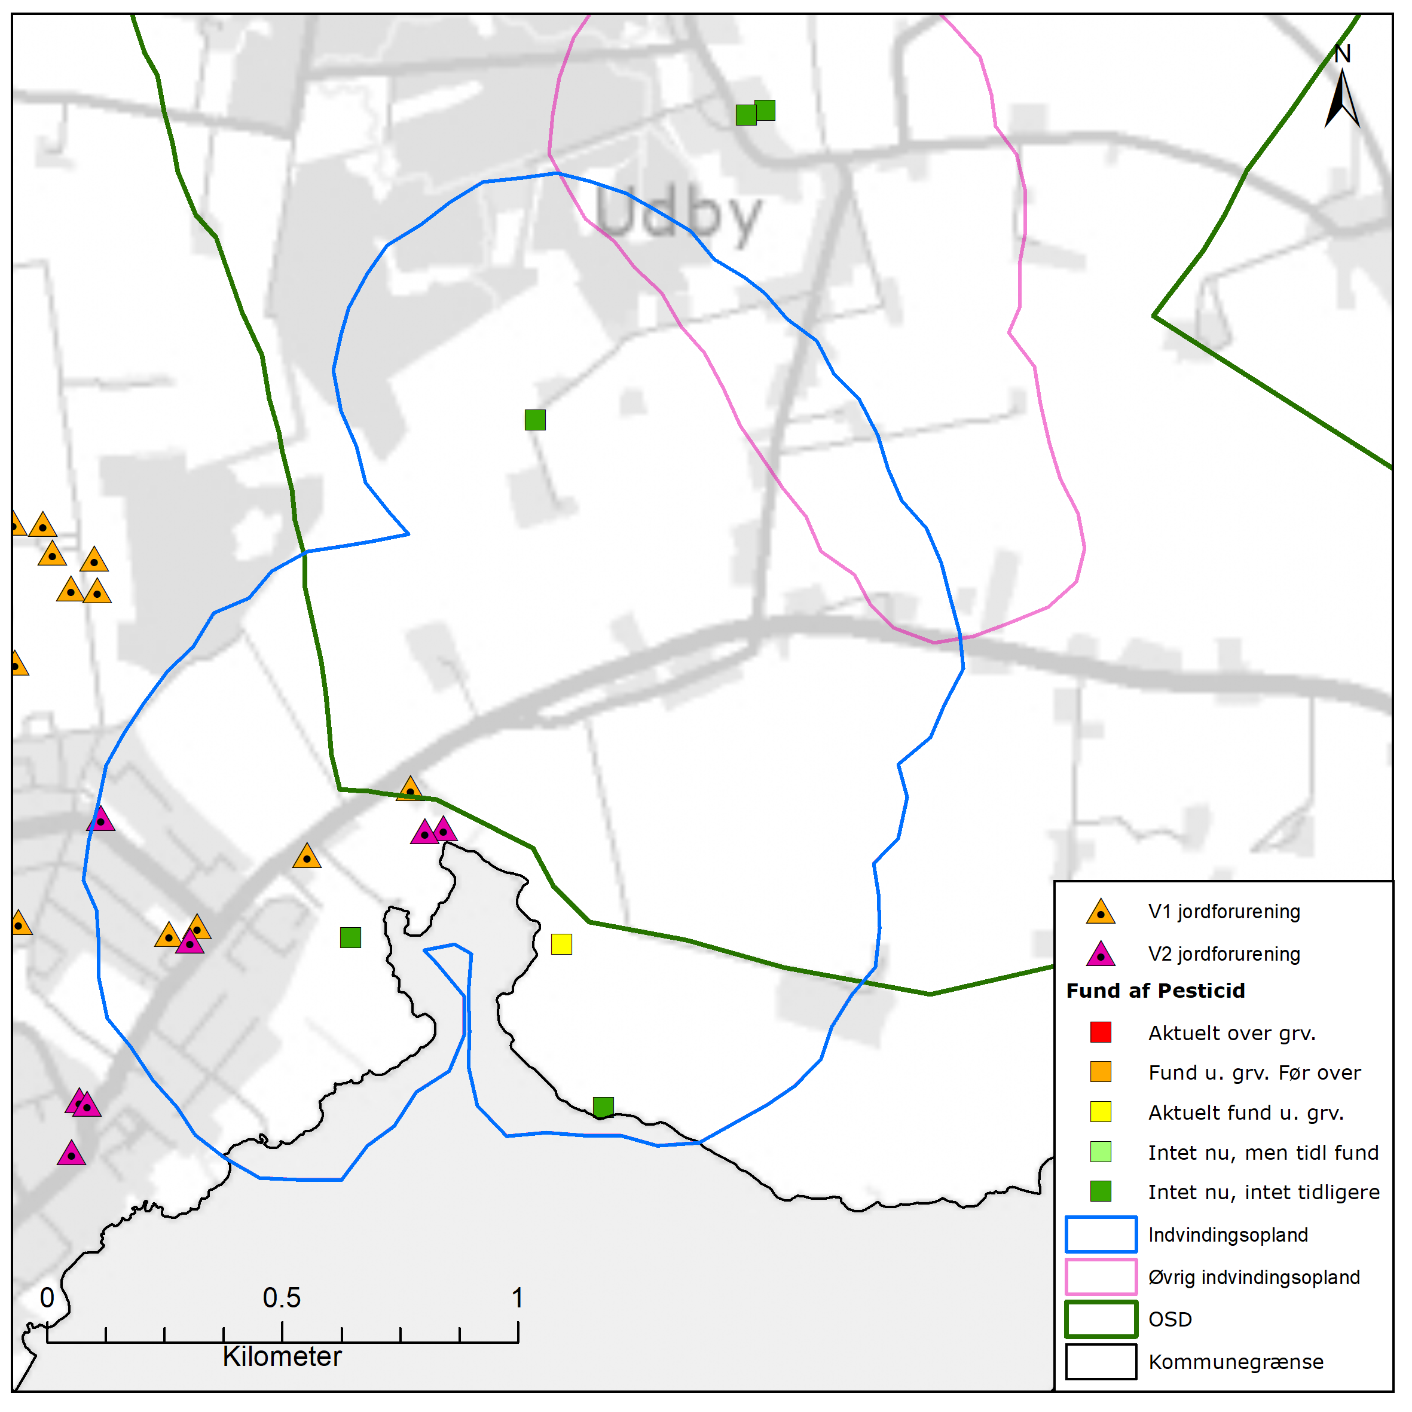 N
Udby
V1 jordforurening
V2 jordforurening
Fund af Pesticid
Aktuelt over grv.
Fund u. grv. Før over
Aktuelt fund u. grv.
Intet nu, men tidl fund
Intet nu, intet tidligere
Indvindingsopland
Øvrig indvindingsopland
OSD
Kommunegrænse
0 0.5 1
Kilometer